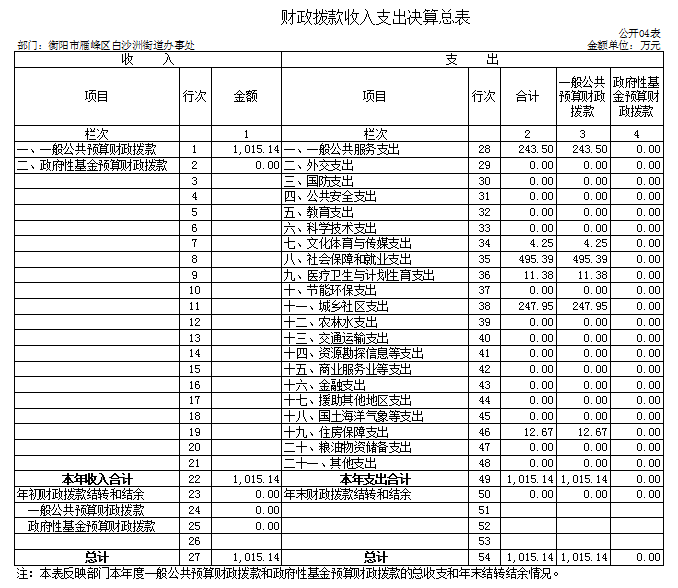 财政拨款收入支出决算总表
公开04表
部门：衡阳市雁峰区白沙洲街道办事处 金额单位：万元
收 入 支 出
项目 行次 金额 项目 行次 合计 一般公共预算财政拨款 政府性基金预算财政拨款
栏次 1 栏次 2 3 4
一、一般公共预算财政拨款 1 1,015.14 一、一般公共服务支出 28 243.50 243.50 0.00
二、政府性基金预算财政拨款 2 0.00 二、外交支出 29 0.00 0.00 0.00
3 三、国防支出 30 0.00 0.00 0.00
4 四、公共安全支出 31 0.00 0.00 0.00
5 五、教育支出 32 0.00 0.00 0.00
6 六、科学技术支出 33 0.00 0.00 0.00
7 七、文化体育与传媒支出 34 4.25 4.25 0.00
8 八、社会保障和就业支出 35 495.39 495.39 0.00
9 九、医疗卫生与计划生育支出 36 11.38 11.38 0.00
10 十、节能环保支出 37 0.00 0.00 0.00
11 十一、城乡社区支出 38 247.95 247.95 0.00
12 十二、农林水支出 39 0.00 0.00 0.00
13 十三、交通运输支出 40 0.00 0.00 0.00
14 十四、资源勘探信息等支出 41 0.00 0.00 0.00
15 十五、商业服务业等支出 42 0.00 0.00 0.00
16 十六、金融支出 43 0.00 0.00 0.00
17 十七、援助其他地区支出 44 0.00 0.00 0.00
18 十八、国土海洋气象等支出 45 0.00 0.00 0.00
19 十九、住房保障支出 46 12.67 12.67 0.00
20 二十、粮油物资储备支出 47 0.00 0.00 0.00
21 二十一、其他支出 48 0.00 0.00 0.00
本年收入合计 22 1,015.14 本年支出合计 49 1,015.14 1,015.14 0.00
年初财政拨款结转和结余 23 0.00 年末财政拨款结转和结余 50 0.00 0.00 0.00
一般公共预算财政拨款 24 0.00 51
政府性基金预算财政拨款 25 0.00 52
26 53
总计 27 1,015.14 总计 54 1,015.14 1,015.14 0.00
注：本表反映部门本年度一般公共预算财政拨款和政府性基金预算财政拨款的总收支和年末结转结余情况。